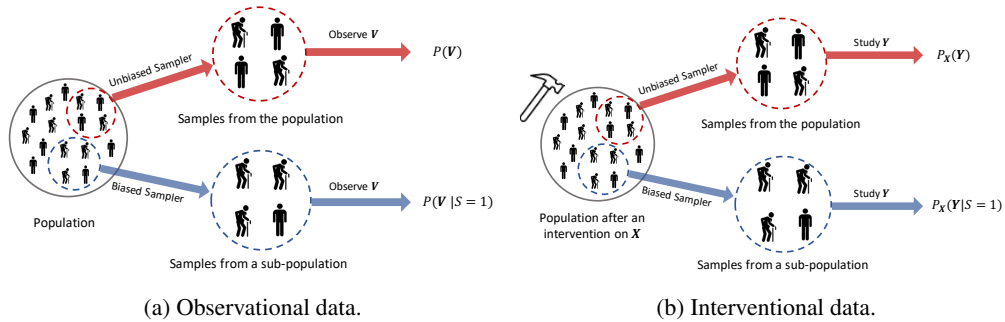 Unbiased Sampler
Observe V
P(V)
Samples from the population
Biased Sampler
Observe V
P(V |S = 1)
Population
Samples from a sub-population
(a) Observational data.
Unbiased Sampler
Study Y
P_X(Y)
Samples from the population
Biased Sampler
Study Y
P_X(Y|S = 1)
Population after an
intervention on X
Samples from a sub-population
(b) Interventional data.